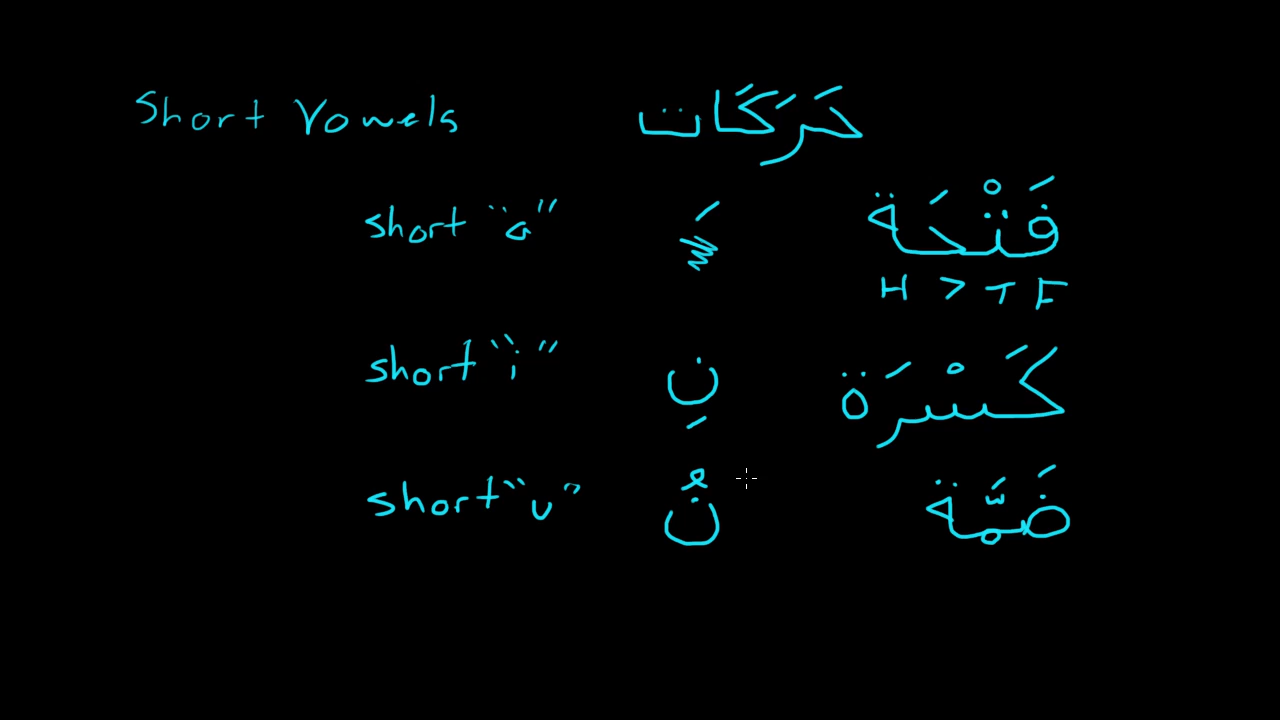 Short Vowels حَرَكَات
short "a" َ فَتْحَة
H > T F
short "i" نِ كَسْرَة
short "u" نُ ضَمَّة